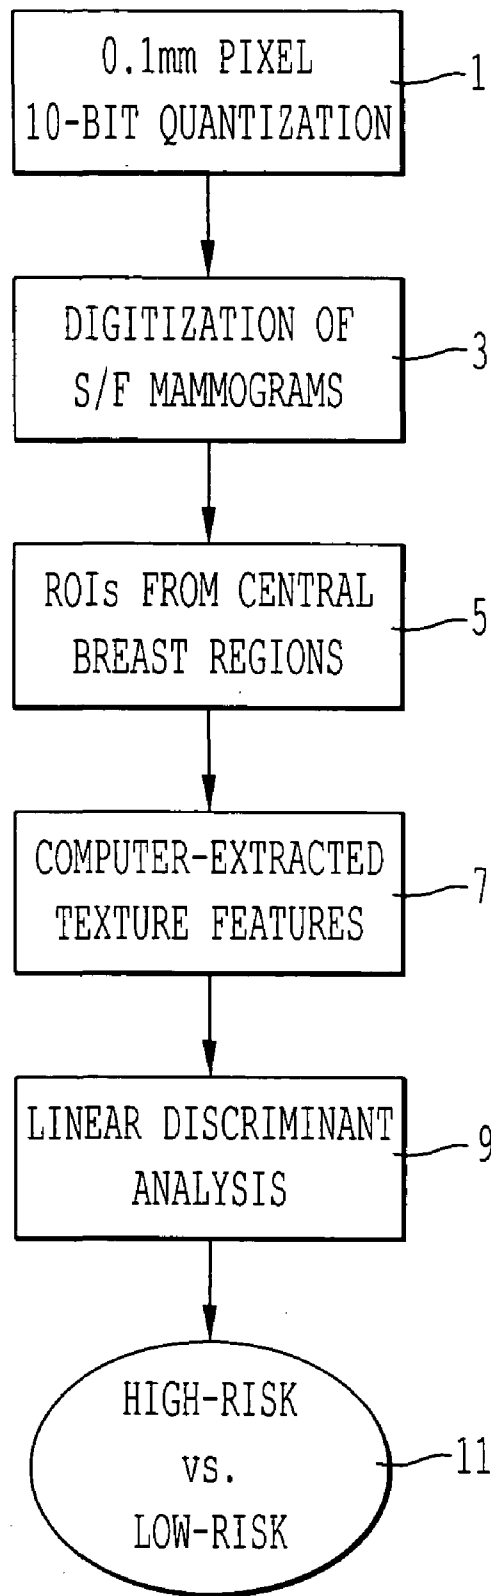 0.1mm PIXEL
10-BIT QUANTIZATION
1
DIGITIZATION OF
S/F MAMMOGRAMS
3
ROIs FROM CENTRAL
BREAST REGIONS
5
COMPUTER-EXTRACTED
TEXTURE FEATURES
7
LINEAR DISCRIMINANT
ANALYSIS
9
HIGH-RISK
vs.
LOW-RISK
11